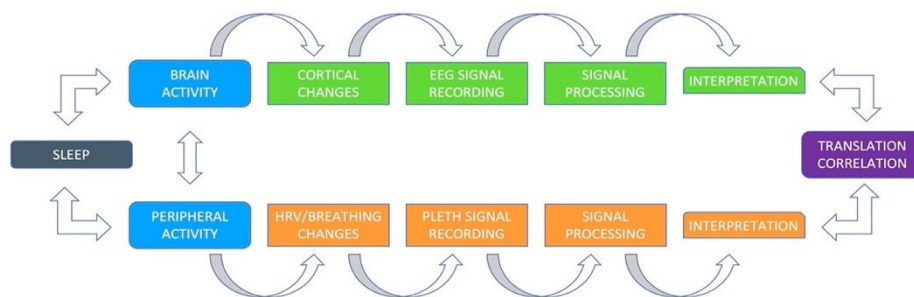 BRAIN
ACTIVITY
CORTICAL
CHANGES
EEG SIGNAL
RECORDING
SIGNAL
PROCESSING
INTERPRETATION
SLEEP
TRANSLATION
CORRELATION
PERIPHERAL
ACTIVITY
HRV/BREATHING
CHANGES
PLETH SIGNAL
RECORDING
SIGNAL
PROCESSING
INTERPRETATION